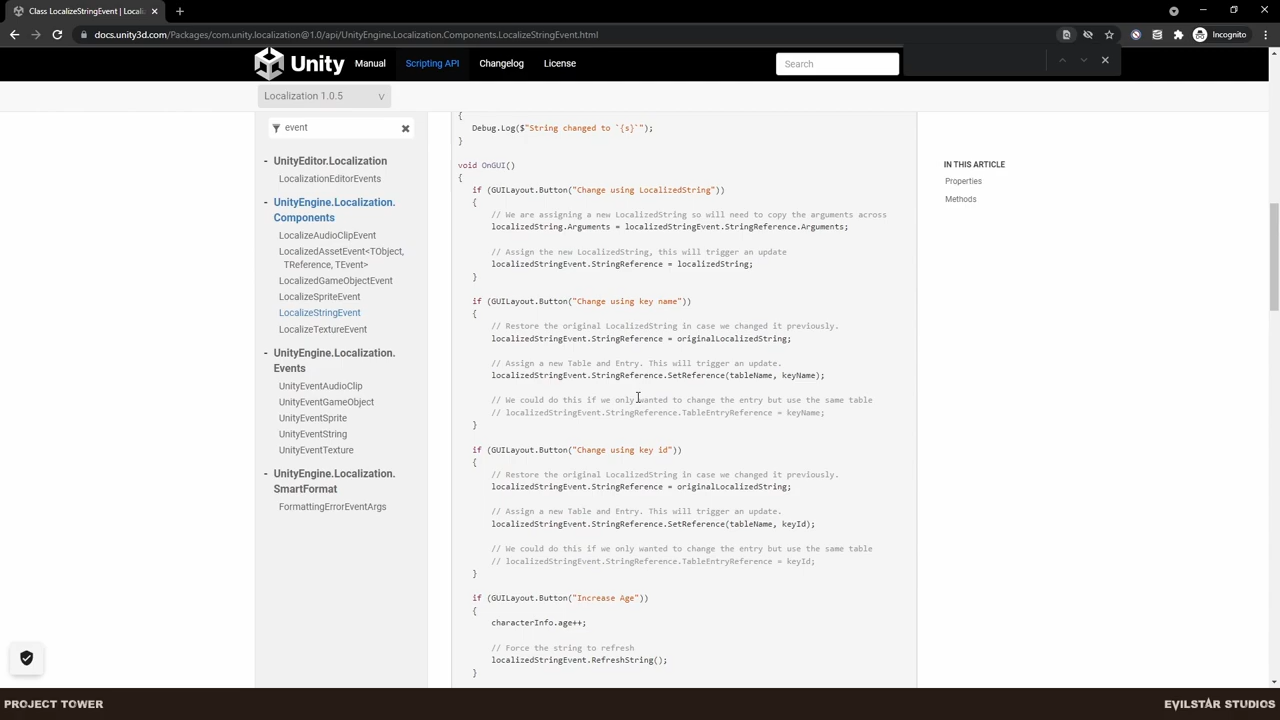 Class LocalizeStringEvent | Locali
docs.unity3d.com/Packages/com.unity.localization@1.0/api/UnityEngine.Localization.Components.LocalizeStringEvent.html
Incognito
Unity
Manual
Scripting API
Changelog
License
Search
Localization 1.0.5
event
UnityEditor.Localization
LocalizationEditorEvents
UnityEngine.Localization.
Components
LocalizeAudioClipEvent
LocalizedAssetEvent<TObject,
TReference, TEvent>
LocalizedGameObjectEvent
LocalizeSpriteEvent
LocalizeStringEvent
LocalizeTextureEvent
UnityEngine.Localization.
Events
UnityEventAudioClip
UnityEventGameObject
UnityEventSprite
UnityEventString
UnityEventTexture
UnityEngine.Localization.
SmartFormat
FormattingErrorEventArgs
{
Debug.Log($"String changed to `{s}`");
}
void OnGUI()
{
if (GUILayout.Button("Change using LocalizedString"))
{
// We are assigning a new LocalizedString so will need to copy the arguments across
localizedString.Arguments = localizedStringEvent.StringReference.Arguments;
// Assign the new LocalizedString, this will trigger an update
localizedStringEvent.StringReference = localizedString;
}
if (GUILayout.Button("Change using key name"))
{
// Restore the original LocalizedString in case we changed it previously.
localizedStringEvent.StringReference = originalLocalizedString;
// Assign a new Table and Entry. This will trigger an update.
localizedStringEvent.StringReference.SetReference(tableName, keyName);
// We could do this if we only wanted to change the entry but use the same table
// localizedStringEvent.StringReference.TableEntryReference = keyName;
}
if (GUILayout.Button("Change using key id"))
{
// Restore the original LocalizedString in case we changed it previously.
localizedStringEvent.StringReference = originalLocalizedString;
// Assign a new Table and Entry. This will trigger an update.
localizedStringEvent.StringReference.SetReference(tableName, keyId);
// We could do this if we only wanted to change the entry but use the same table
// localizedStringEvent.StringReference.TableEntryReference = keyId;
}
if (GUILayout.Button("Increase Age"))
{
characterInfo.age++;
// Force the string to refresh
localizedStringEvent.RefreshString();
}
IN THIS ARTICLE
Properties
Methods
PROJECT TOWER
EVILSTAR STUDIOS